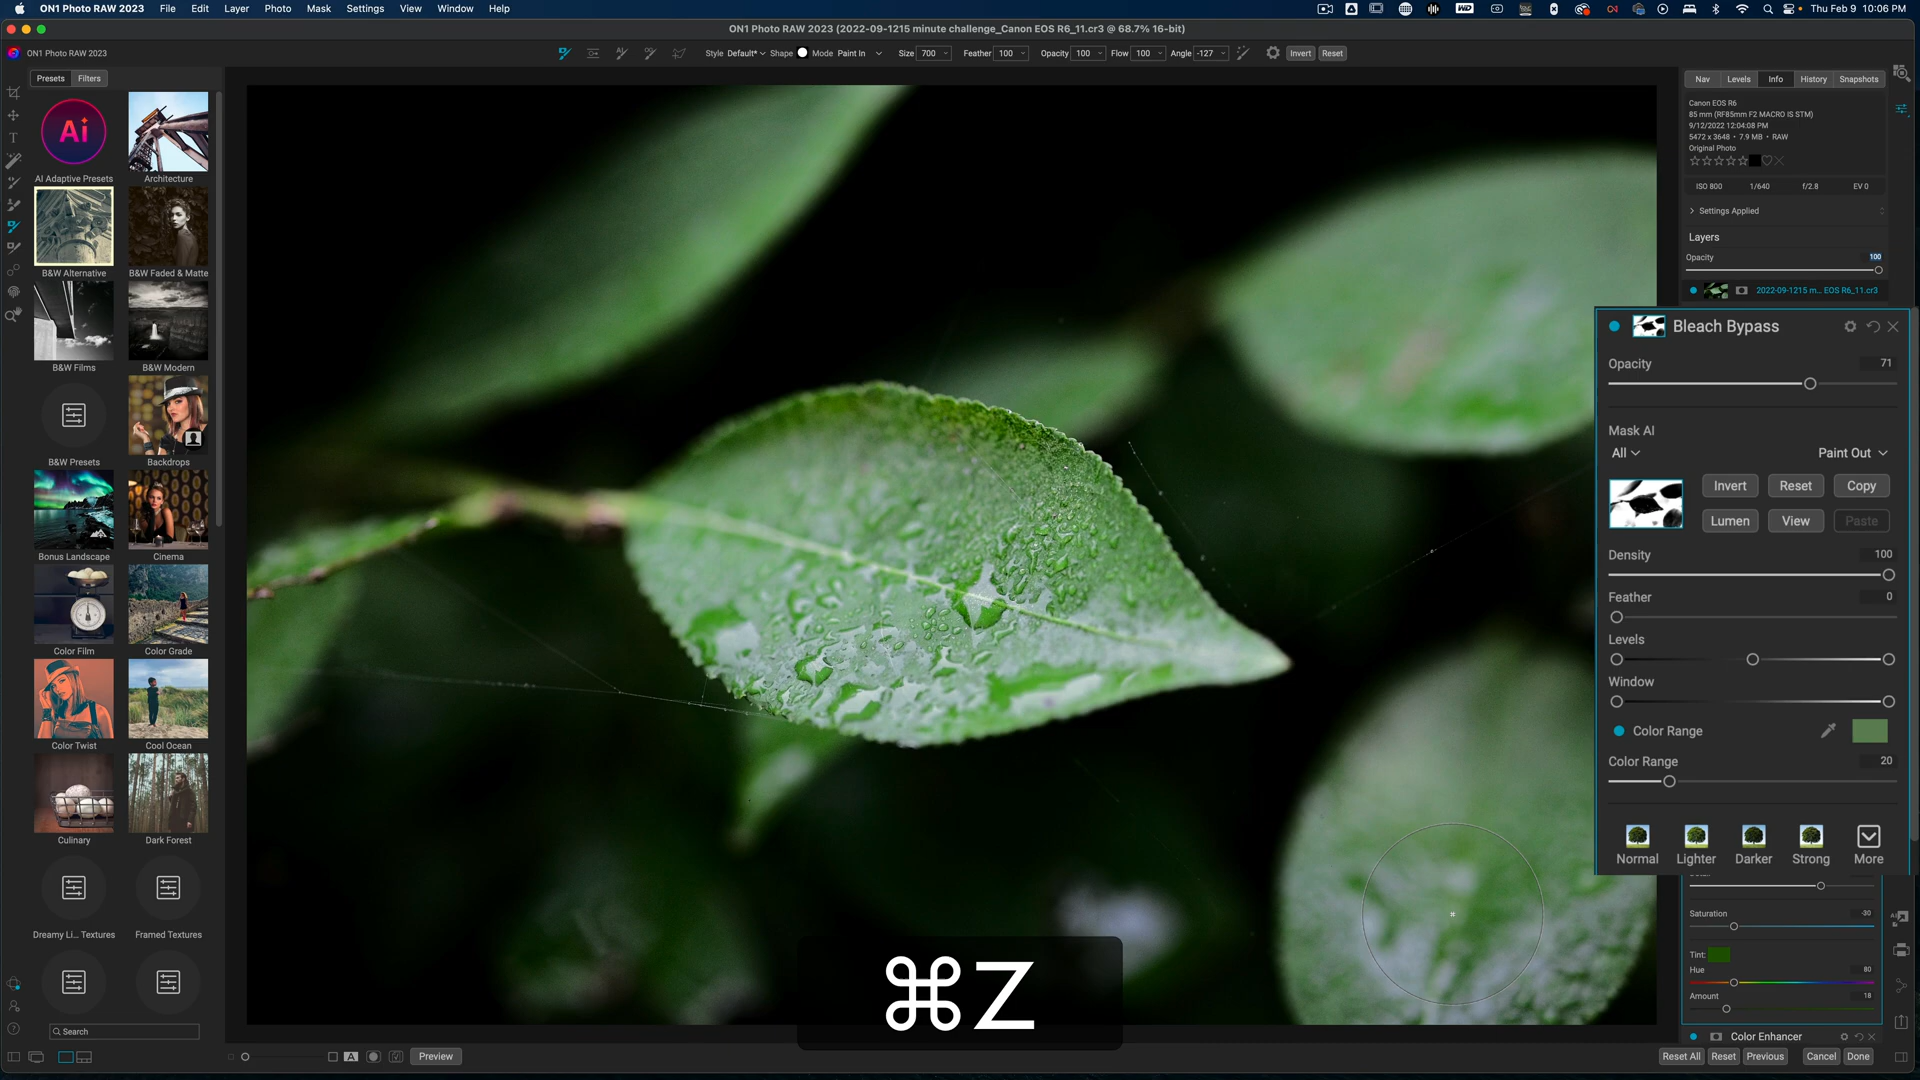 ON1 Photo RAW 2023 File Edit Layer Photo Mask Settings View Window Help
Thu Feb 9 10:06 PM
ON1 Photo RAW 2023 (2022-09-1215 minute challenge_Canon EOS R6_11.cr3 @ 68.7% 16-bit)
ON1 Photo RAW 2023
Style Default* Shape Mode Paint In Size 700 Feather 100 Opacity 100 Flow 100 Angle -127 Invert Reset
Presets Filters
Ai
AI Adaptive Presets Architecture
B&W Alternative B&W Faded & Matte
B&W Films B&W Modern
B&W Presets Backdrops
Bonus Landscape Cinema
Color Film Color Grade
Color Twist Cool Ocean
Culinary Dark Forest
Dreamy Li... Textures Framed Textures
Search
Preview
⌘Z
Nav Levels Info History Snapshots
Canon EOS R6
85 mm (RF85mm F2 MACRO IS STM)
9/12/2022 12:04:08 PM
5472 x 3648 • 7.9 MB • RAW
Original Photo
ISO 800 1/640 f/2.8 EV 0
Settings Applied
Layers
Opacity 100
2022-09-1215 m... EOS R6_11.cr3
Bleach Bypass
Opacity 71
Mask AI
All Paint Out
Invert Reset Copy
Lumen View Paste
Density 100
Feather 0
Levels
Window
Color Range
Color Range 20
Normal Lighter Darker Strong More
Saturation -30
Tint:
Hue 80
Amount 18
Color Enhancer
Reset All Reset Previous Cancel Done